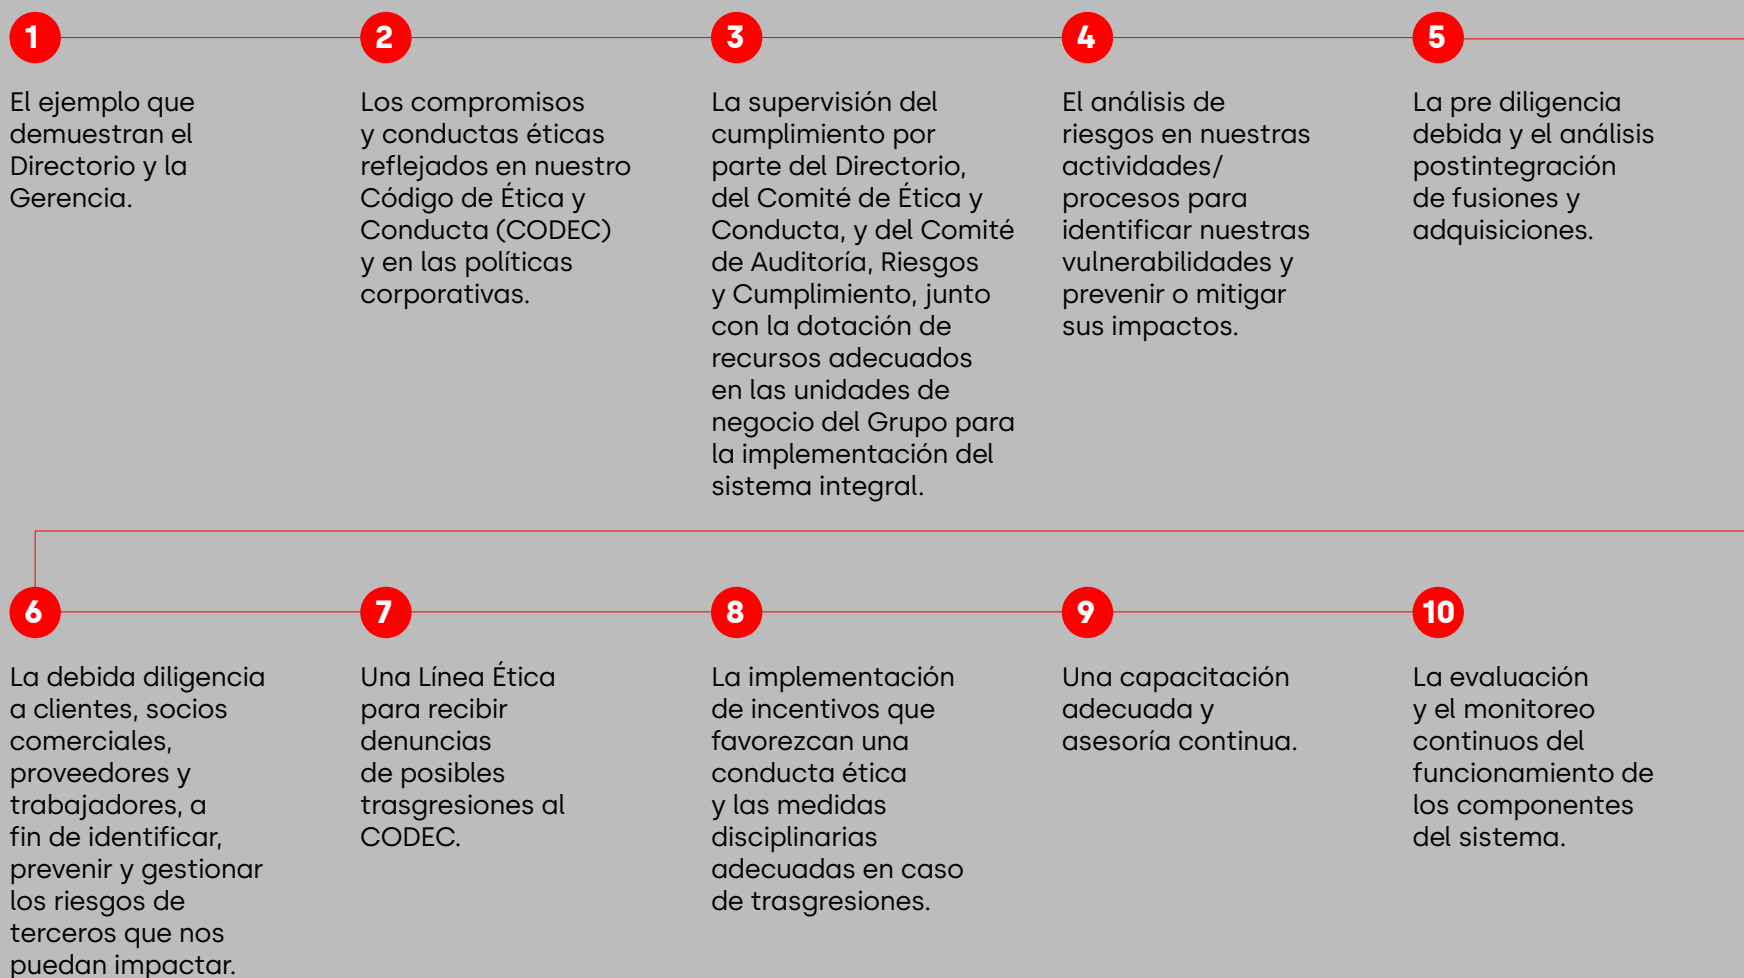 1
El ejemplo que
demuestran el
Directorio y la
Gerencia.
2
Los compromisos
y conductas éticas
reflejados en nuestro
Código de Ética y
Conducta (CODEC)
y en las políticas
corporativas.
3
La supervisión del
cumplimiento por
parte del Directorio,
del Comité de Ética y
Conducta, y del Comité
de Auditoría, Riesgos
y Cumplimiento, junto
con la dotación de
recursos adecuados
en las unidades de
negocio del Grupo para
la implementación del
sistema integral.
4
El análisis de
riesgos en nuestras
actividades/
procesos para
identificar nuestras
vulnerabilidades y
prevenir o mitigar
sus impactos.
5
La pre diligencia
debida y el análisis
postintegración
de fusiones y
adquisiciones.
6
La debida diligencia
a clientes, socios
comerciales,
proveedores y
trabajadores, a
fin de identificar,
prevenir y gestionar
los riesgos de
terceros que nos
puedan impactar.
7
Una Línea Ética
para recibir
denuncias
de posibles
trasgresiones al
CODEC.
8
La implementación
de incentivos que
favorezcan una
conducta ética
y las medidas
disciplinarias
adecuadas en caso
de trasgresiones.
9
Una capacitación
adecuada y
asesoría continua.
10
La evaluación
y el monitoreo
continuos del
funcionamiento de
los componentes
del sistema.